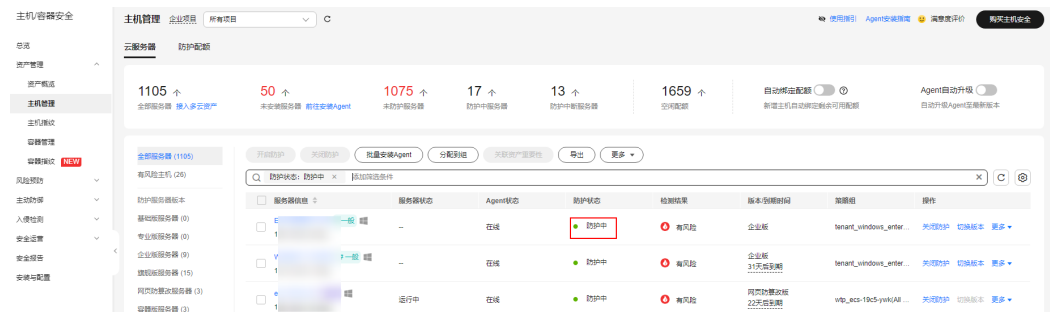 主机/容器安全
总览
资产管理
资产概览
主机管理
主机指纹
容器管理
容器指纹 NEW
风险预防
主动防御
入侵检测
安全运营
安全报告
安装与配置
主机管理 企业项目 所有项目
使用指引 Agent安装指南 满意度评价 购买主机安全
云服务器 防护配额
1105 个 50 个 1075 个 17 个 13 个 1659 个 自动绑定配额 Agent自动升级
全部服务器 接入多云资产 未安装服务器 前往安装Agent 未防护服务器 防护中服务器 防护中断服务器 空闲配额 新增主机自动绑定剩余可用配额 自动升级Agent至最新版本
全部服务器 (1105)
有风险主机 (26)
防护服务器版本
基础版服务器 (0)
专业版服务器 (0)
企业版服务器 (9)
旗舰版服务器 (15)
网页防篡改服务器 (3)
容器版服务器 (3)
开启防护 关闭防护 批量安装Agent 分配到组 关联资产重要性 导出 更多
防护状态：防护中 × 添加筛选条件
服务器信息 服务器状态 Agent状态 防护状态 检测结果 版本/到期时间 策略组 操作
E 一般 -- 在线 防护中 有风险 企业版 tenant_windows_enter... 关闭防护 切换版本 更多
1
一般 -- 在线 防护中 有风险 企业版 tenant_windows_enter... 关闭防护 切换版本 更多
1 31天后到期
e 运行中 在线 防护中 有风险 网页防篡改版 wtp_ecs-19c5-ywk(All ... 关闭防护 切换版本 更多
1 22天后到期